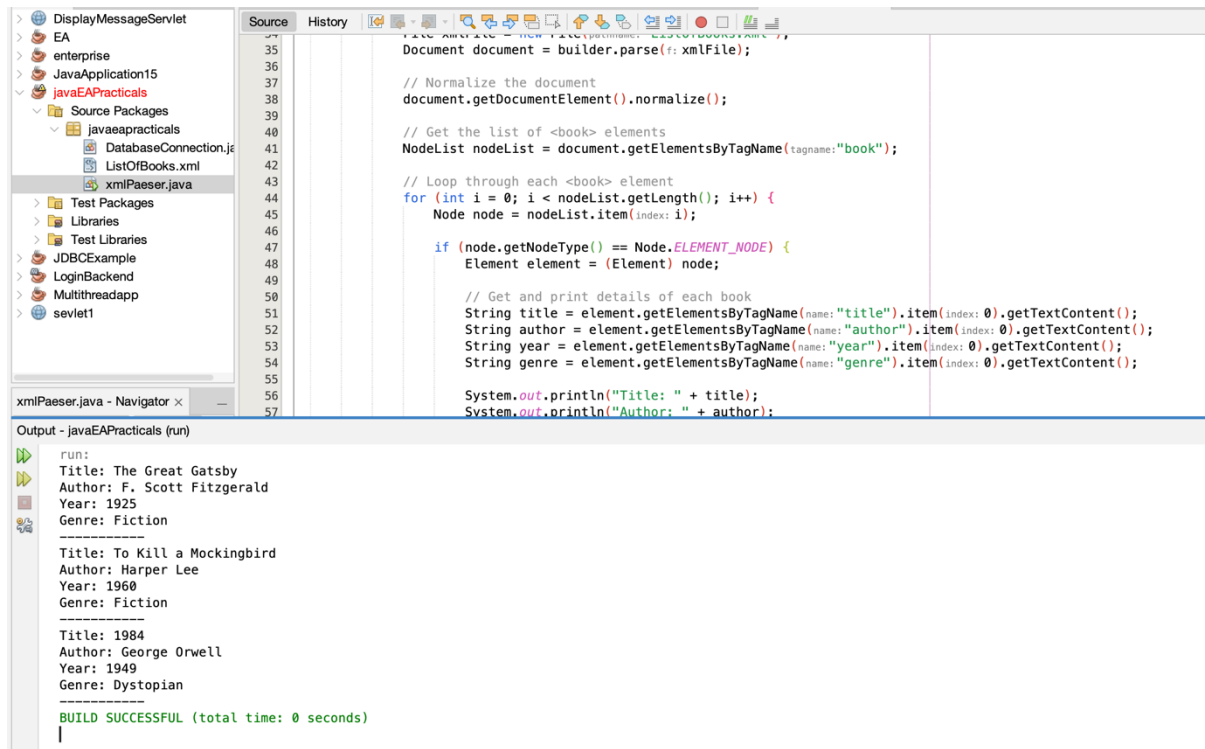 DisplayMessageServlet
EA
enterprise
JavaApplication15
javaEAPracticals
Source Packages
javaeapracticals
DatabaseConnection.ja
ListOfBooks.xml
xmlPaeser.java
Test Packages
Libraries
Test Libraries
JDBCExample
LoginBackend
Multithreadapp
sevlet1
xmlPaeser.java - Navigator ×
Source History
34 File xmlFile = new File(pathname: "ListOfBooks.xml");
35 Document document = builder.parse(f: xmlFile);
36
37 // Normalize the document
38 document.getDocumentElement().normalize();
39
40 // Get the list of <book> elements
41 NodeList nodeList = document.getElementsByTagName(tagname:"book");
42
43 // Loop through each <book> element
44 for (int i = 0; i < nodeList.getLength(); i++) {
45 Node node = nodeList.item(index: i);
46
47 if (node.getNodeType() == Node.ELEMENT_NODE) {
48 Element element = (Element) node;
49
50 // Get and print details of each book
51 String title = element.getElementsByTagName(name:"title").item(index: 0).getTextContent();
52 String author = element.getElementsByTagName(name:"author").item(index: 0).getTextContent();
53 String year = element.getElementsByTagName(name:"year").item(index: 0).getTextContent();
54 String genre = element.getElementsByTagName(name:"genre").item(index: 0).getTextContent();
55
56 System.out.println("Title: " + title);
57 System.out.println("Author: " + author);
Output - javaEAPracticals (run)
run:
Title: The Great Gatsby
Author: F. Scott Fitzgerald
Year: 1925
Genre: Fiction
-----------
Title: To Kill a Mockingbird
Author: Harper Lee
Year: 1960
Genre: Fiction
-----------
Title: 1984
Author: George Orwell
Year: 1949
Genre: Dystopian
-----------
BUILD SUCCESSFUL (total time: 0 seconds)